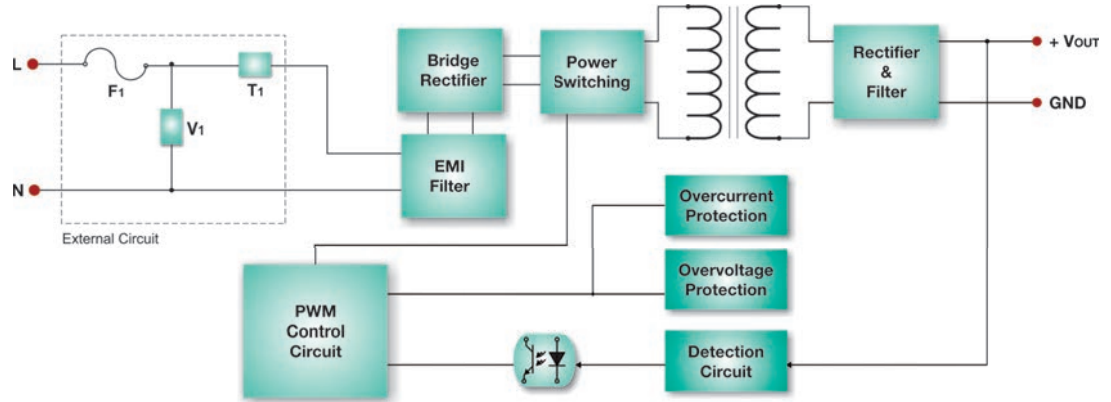 L
F1
T1
V1
N
External Circuit
Bridge
Rectifier
Power
Switching
EMI
Filter
Rectifier
&
Filter
+ VOUT
GND
Overcurrent
Protection
Overvoltage
Protection
PWM
Control
Circuit
Detection
Circuit